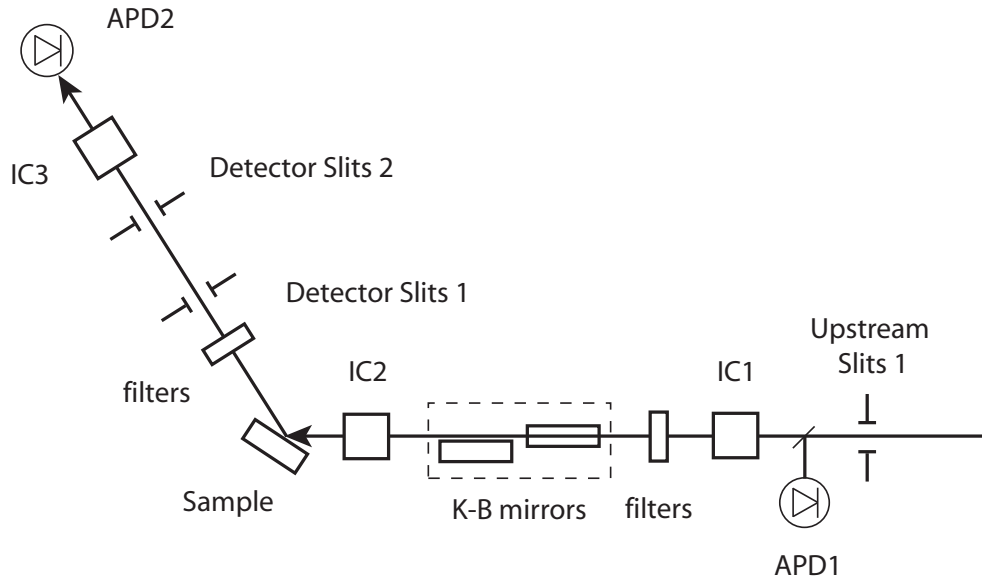 APD2
IC3
Detector Slits 2
Detector Slits 1
filters
Sample
IC2
K-B mirrors
filters
IC1
Upstream
Slits 1
APD1